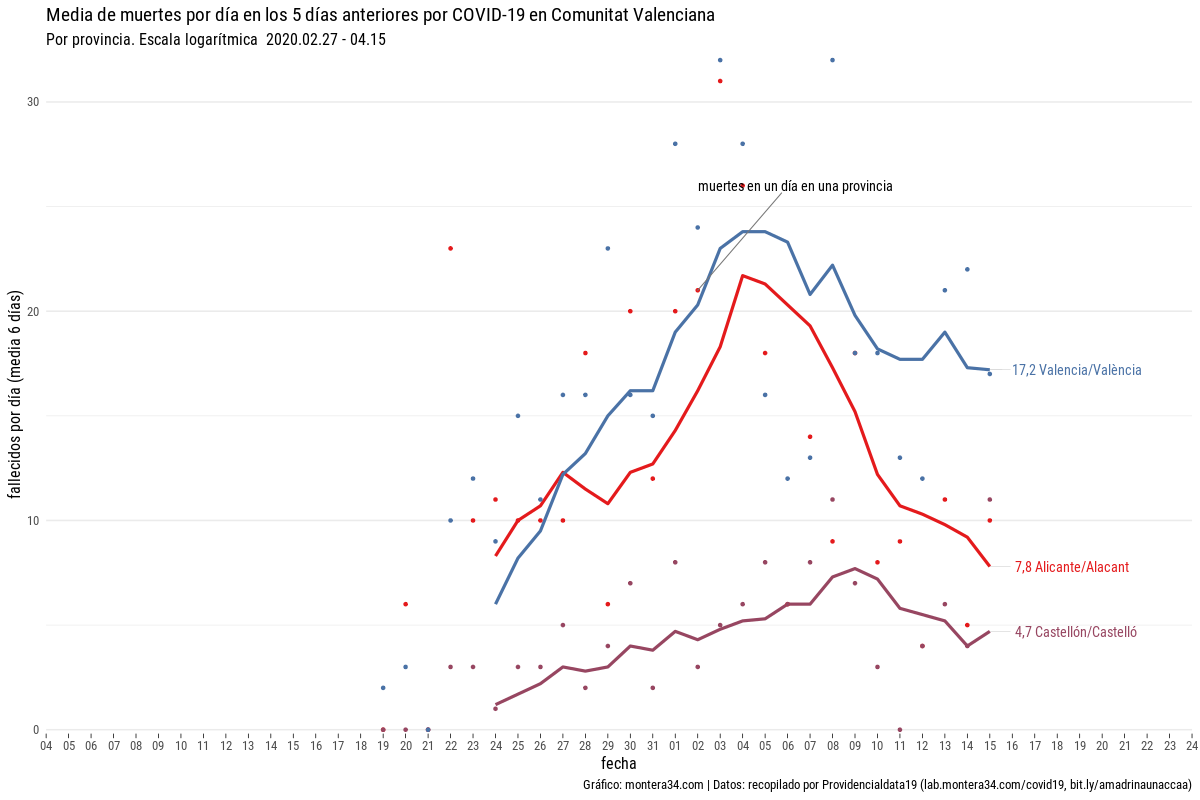 Media de muertes por día en los 5 días anteriores por COVID-19 en Comunitat Valenciana
Por provincia. Escala logarítmica  2020.02.27 - 04.15
fallecidos por día (media  6 días)
30
20
10
0
muertes en un día en una provincia
17,2 Valencia/València
7,8 Alicante/Alacant
4,7 Castellón/Castelló
04 05 06 07 08 09 10 11 12 13 14 15 16 17 18 19 20 21 22 23 24 25 26 27 28 29 30 31 01 02 03 04 05 06 07 08 09 10 11 12 13 14 15 16 17 18 19 20 21 22 23 24
fecha
Gráfico: montera34.com | Datos: recopilado por Providencialdata19 (lab.montera34.com/covid19, bit.ly/amadrinaunaccaa)